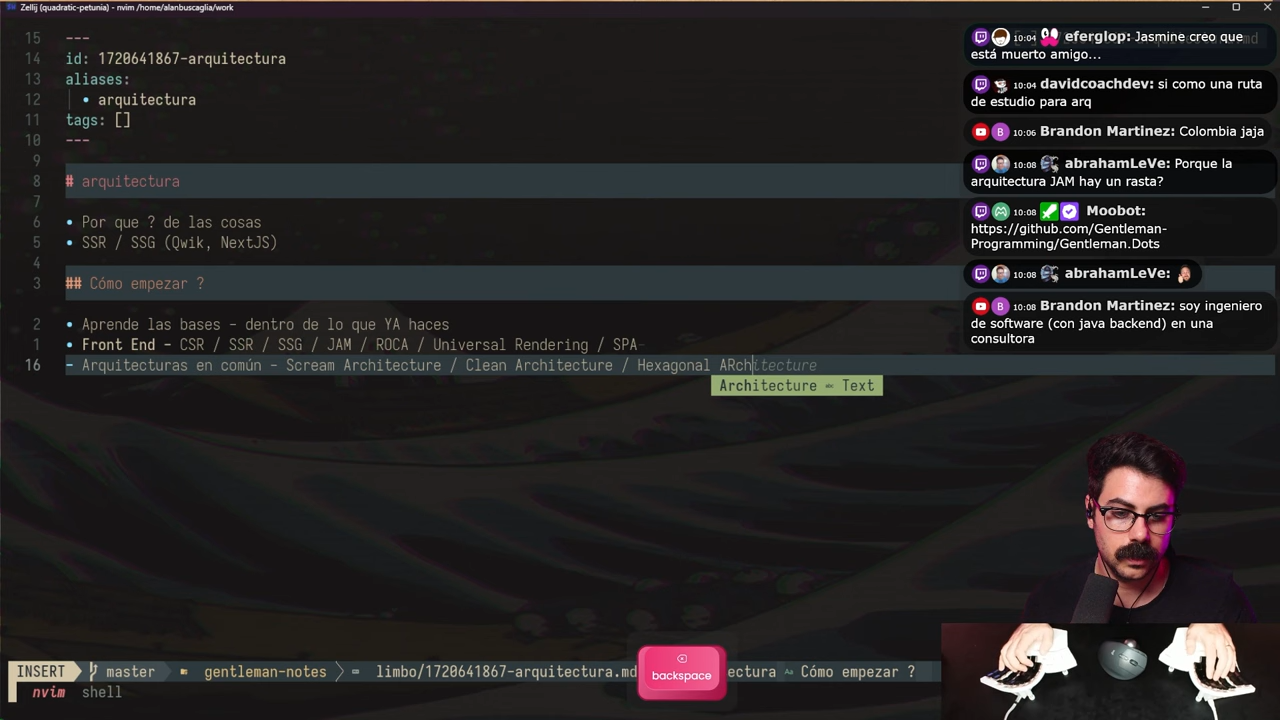 Zellij (quadratic-petunia) - nvim /home/alanbuscaglia/work
15 ---
14 id: 1720641867-arquitectura
13 aliases:
12 • arquitectura
11 tags: []
10 ---
9
8 # arquitectura
7
6 • Por que ? de las cosas
5 • SSR / SSG (Qwik, NextJS)
4
3 ## Cómo empezar ?
2 • Aprende las bases - dentro de lo que YA haces
1 • Front End - CSR / SSR / SSG / JAM / ROCA / Universal Rendering / SPA-
16 - Arquitecturas en común - Scream Architecture / Clean Architecture / Hexagonal ARchitecture
Architecture abc Text
10:04 eferglop: Jasmine creo que
está muerto amigo...
10:04 davidcoachdev: si como una ruta
de estudio para arq
10:06 Brandon Martinez: Colombia jaja
10:08 abrahamLeVe: Porque la
arquitectura JAM hay un rasta?
10:08 Moobot:
https://github.com/Gentleman-
Programming/Gentleman.Dots
10:08 abrahamLeVe:
10:08 Brandon Martinez: soy ingeniero
de software (con java backend) en una
consultora
backspace
INSERT master gentleman-notes limbo/1720641867-arquitectura.md ectura Cómo empezar ?
nvim shell